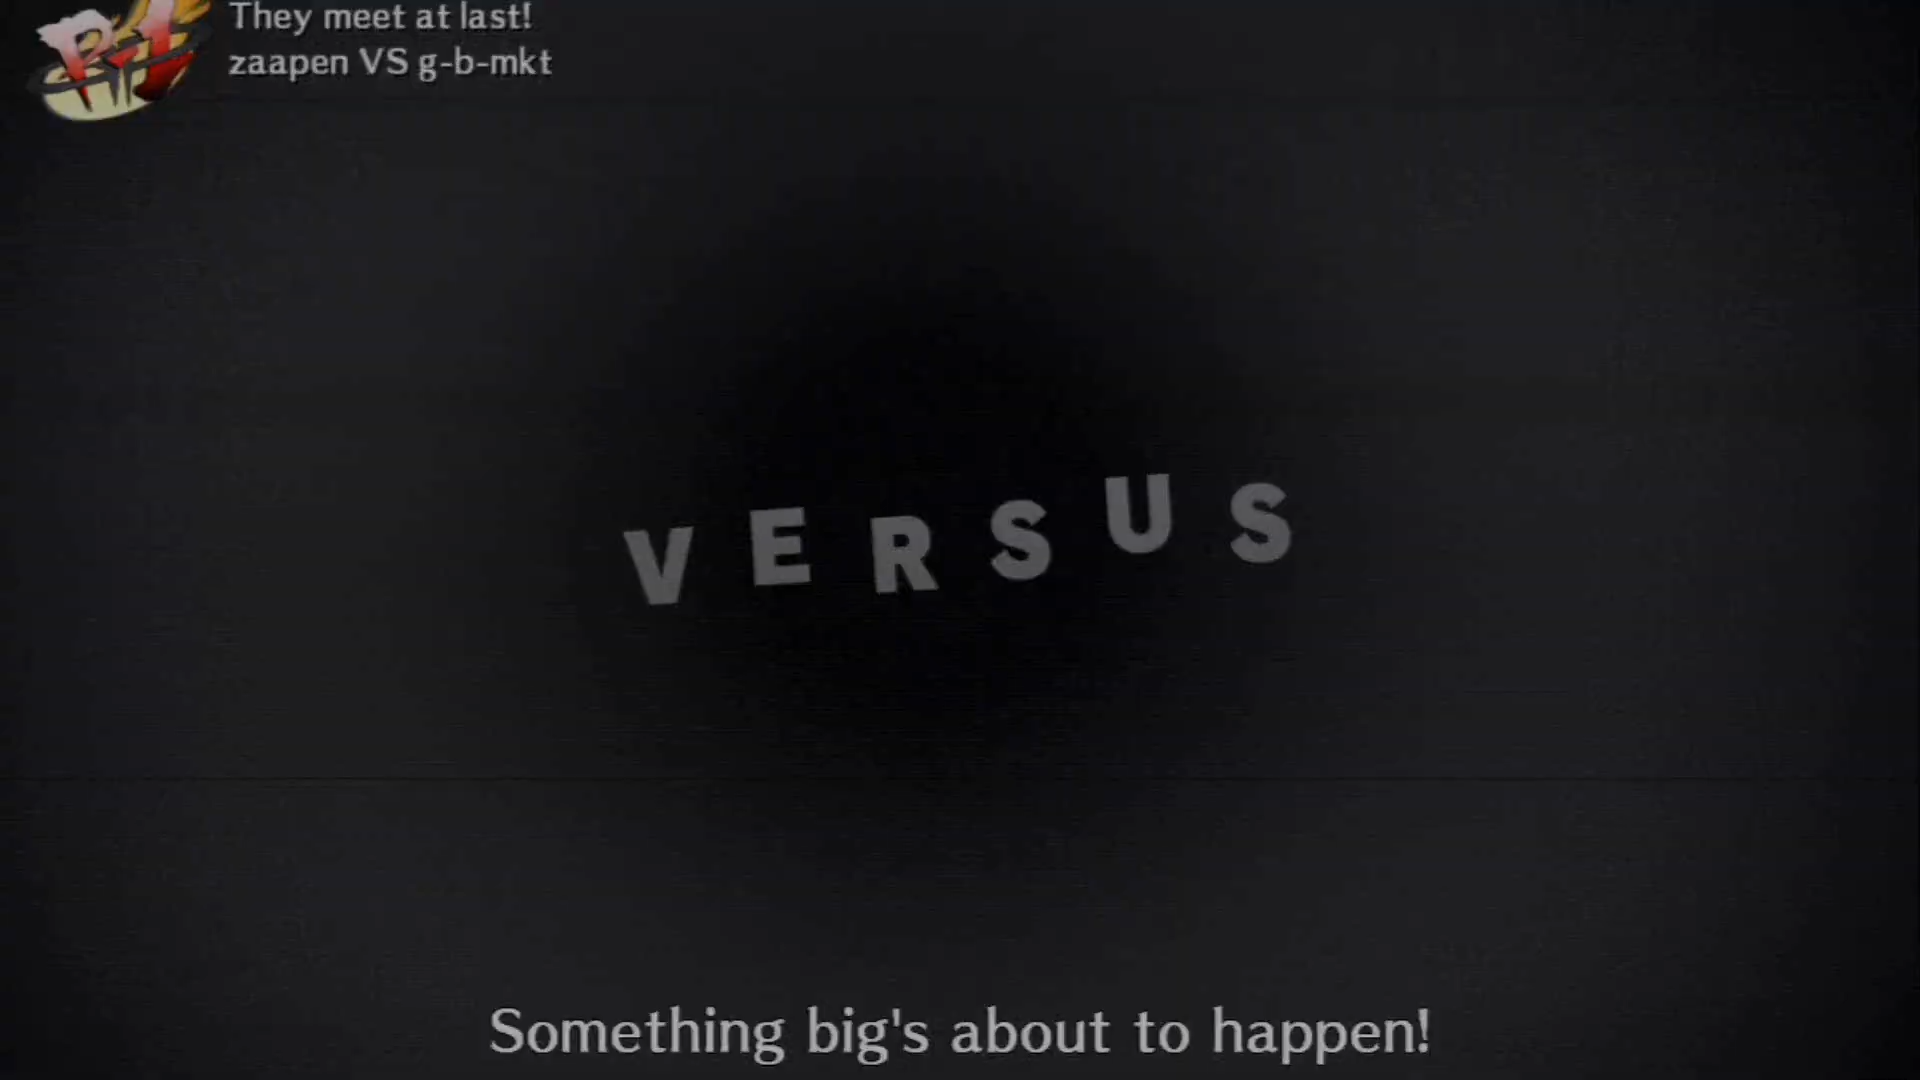 They meet at last!
zaapen VS g-b-mkt
VERSUS
Something big's about to happen!